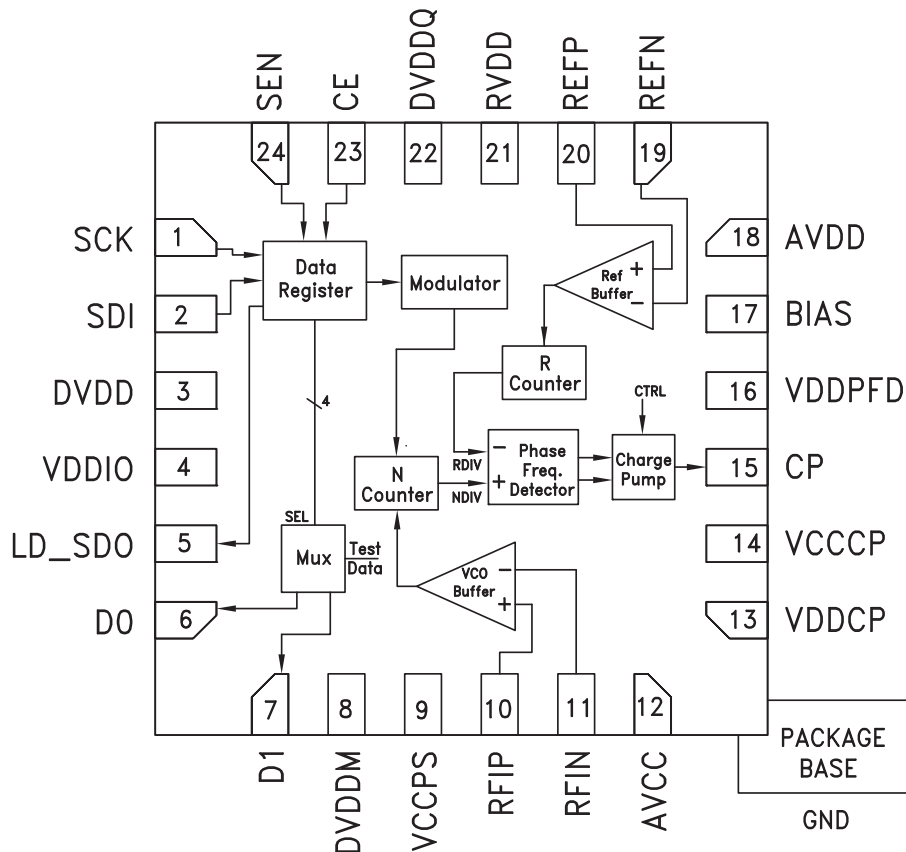 SEN
CE
DVDDQ
RVDD
REFP
REFN
24
23
22
21
20
19
SCK
1
SDI
2
DVDD
3
VDDIO
4
LD_SDO
5
D0
6
18
AVDD
17
BIAS
16
VDDPFD
15
CP
14
VCCCP
13
VDDCP
Data
Register
Modulator
+
Ref
Buffer
−
R
Counter
4
CTRL
RDIV
NDIV
−
+
Phase
Freq.
Detector
Charge
Pump
N
Counter
SEL
Mux
Test
Data
VCO
Buffer
−
+
7
8
9
10
11
12
D1
DVDDM
VCCPS
RFIP
RFIN
AVCC
PACKAGE
BASE
GND